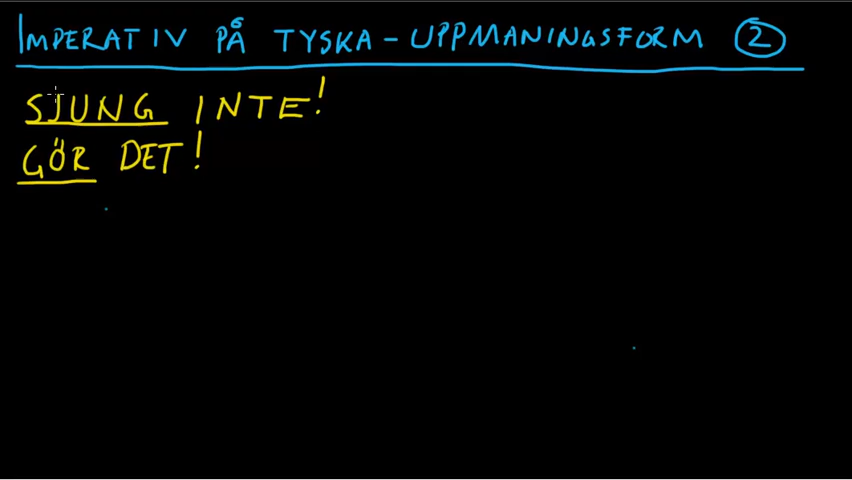 IMPERATIV PÅ TYSKA - UPPMANINGSFORM 2
SJUNG INTE!
GÖR DET!